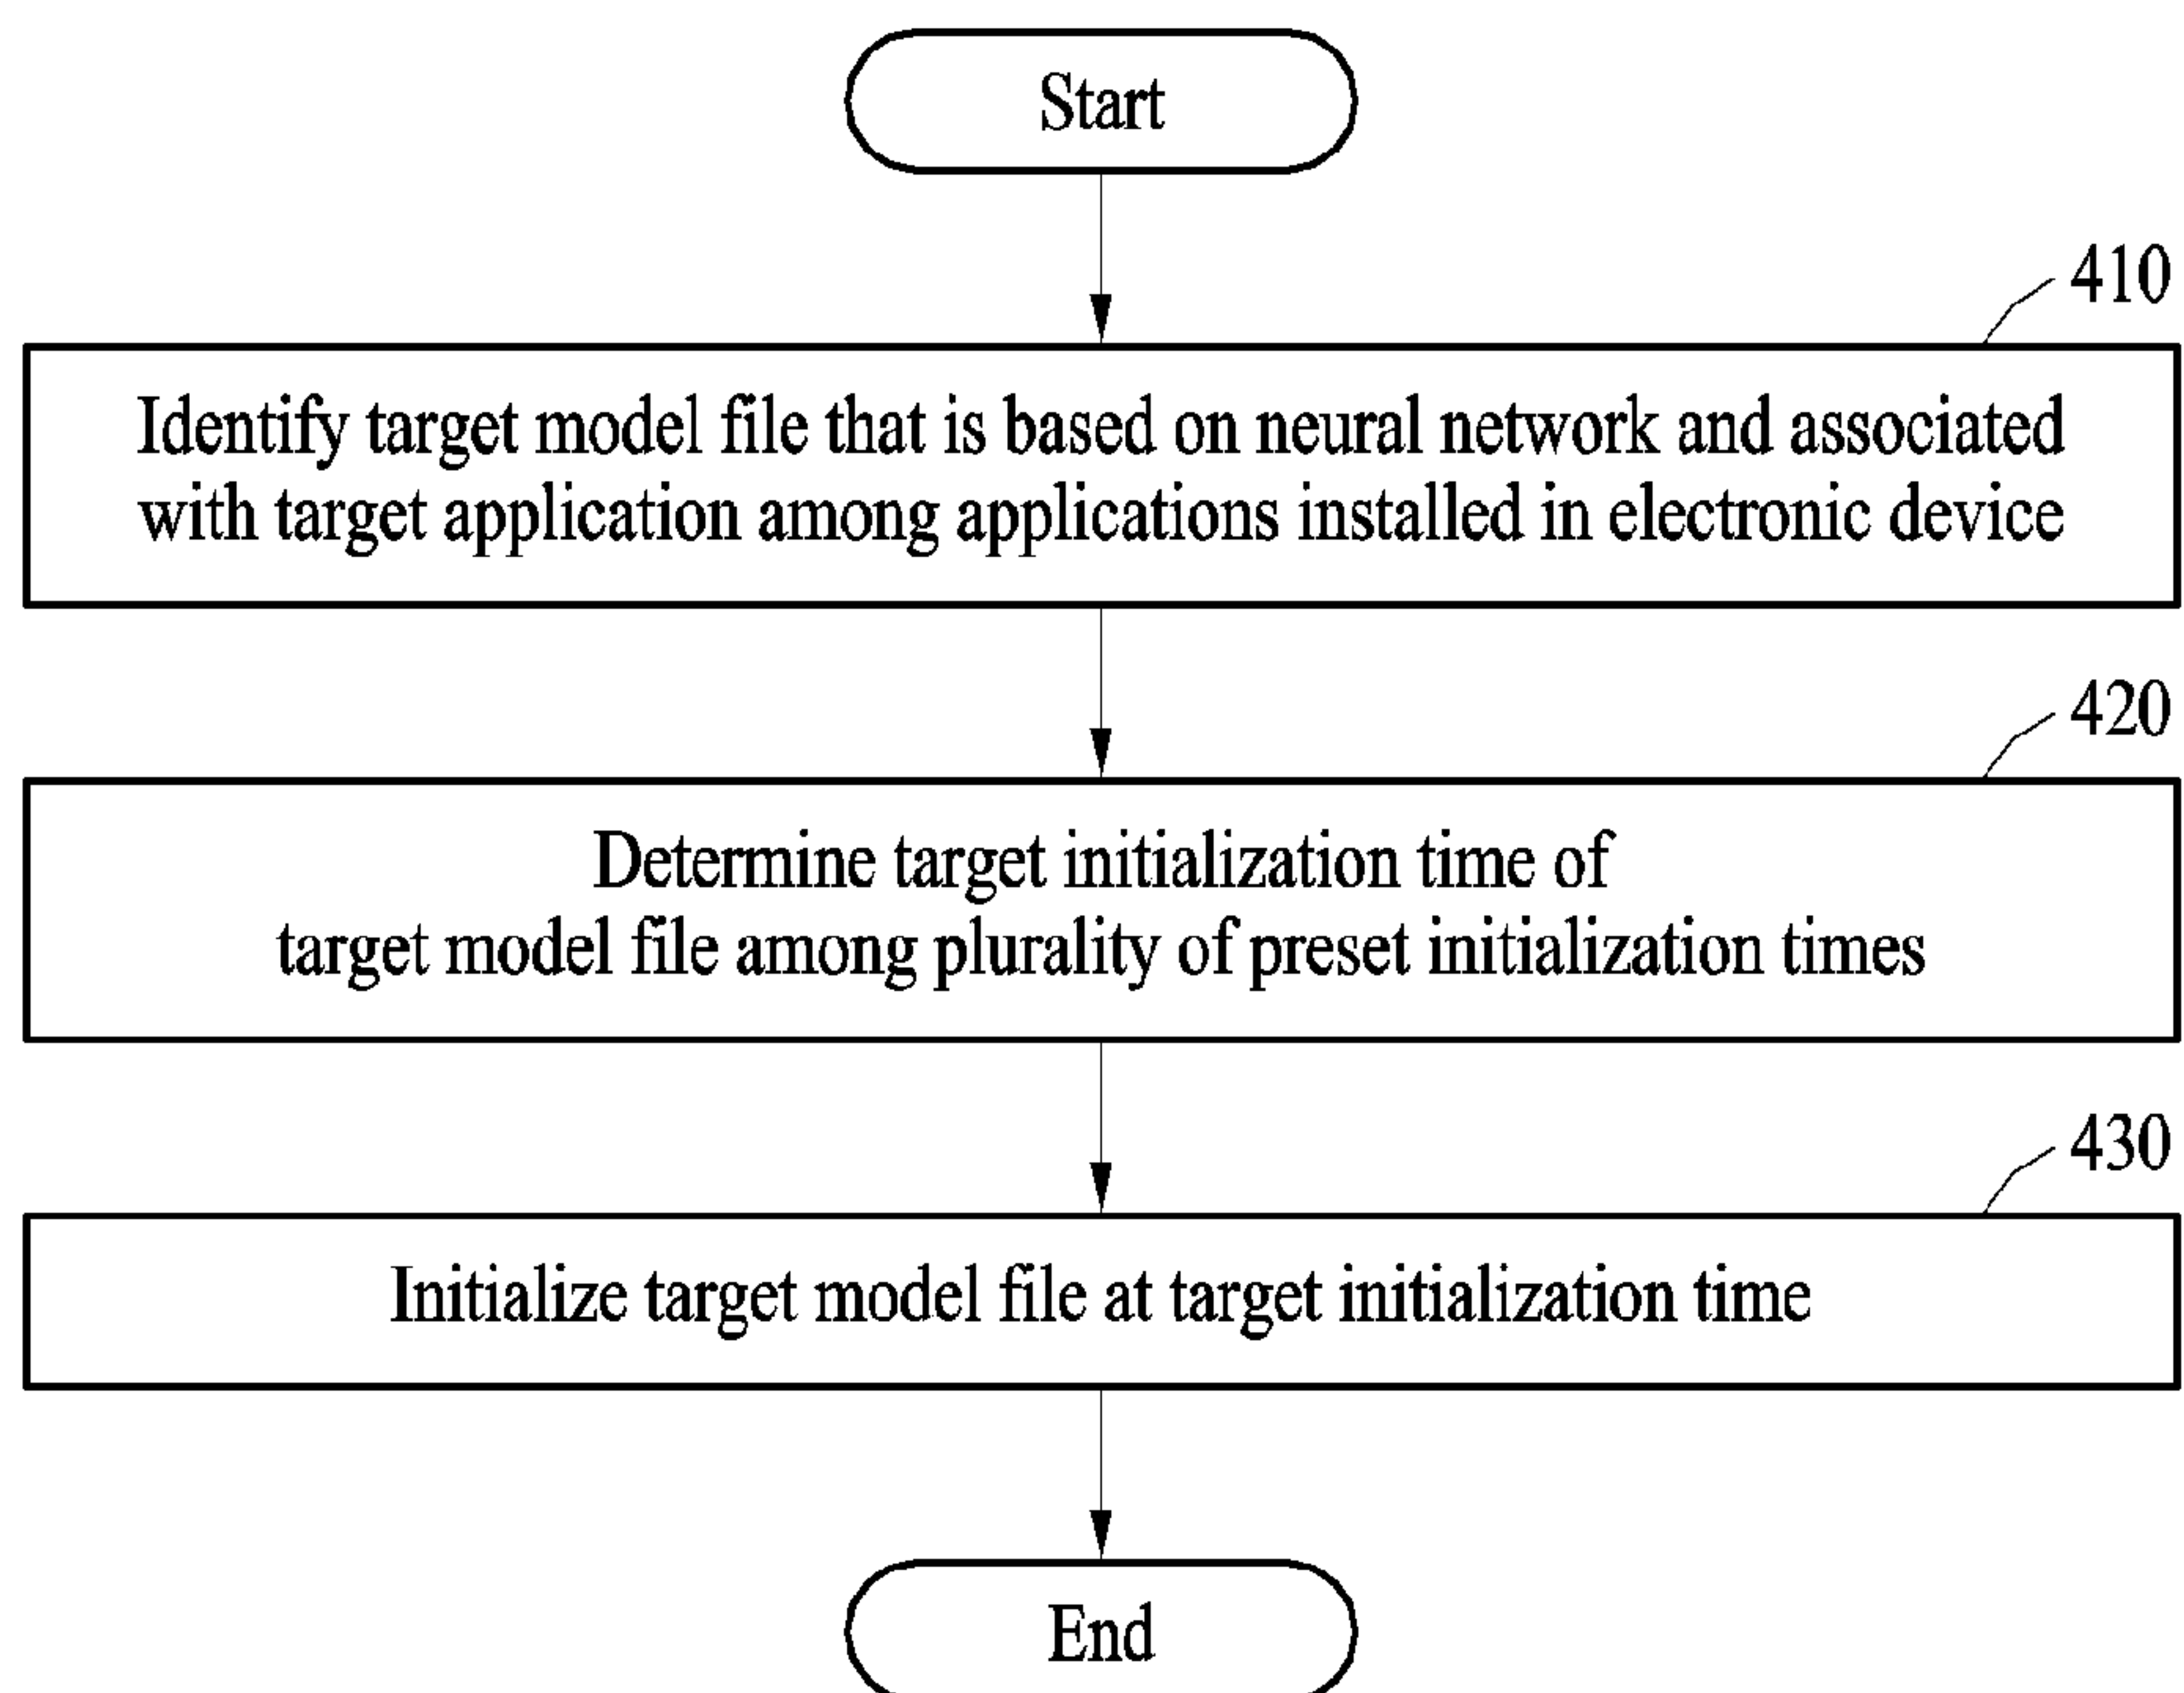 Start
410
Identify target model file that is based on neural network and associated
with target application among applications installed in electronic device
420
Determine target initialization time of
target model file among plurality of preset initialization times
430
Initialize target model file at target initialization time
End